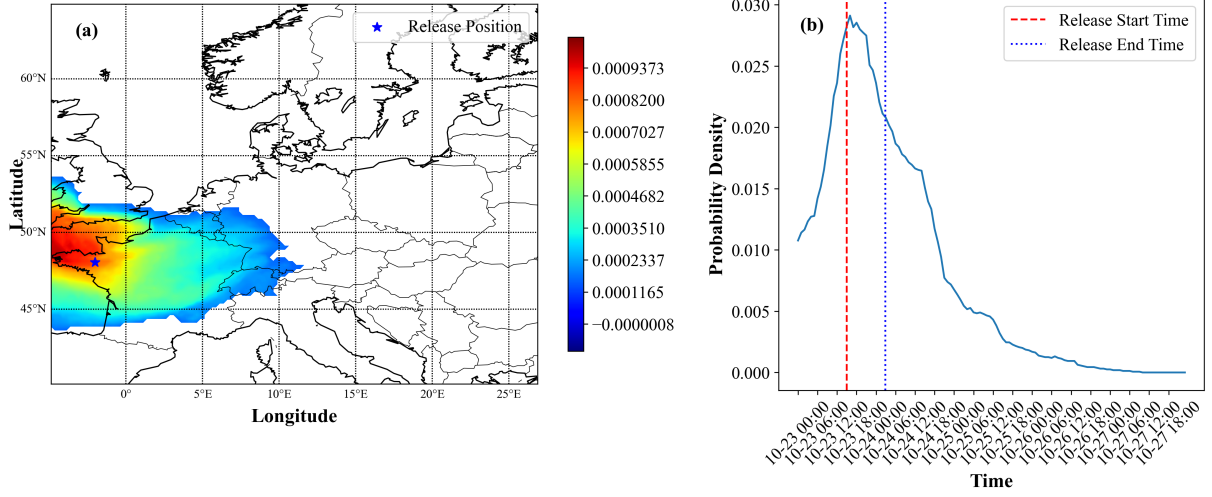 (a)
Release Position
60°N
55°N
50°N
45°N
Latitude
0°
5°E
10°E
15°E
20°E
25°E
Longitude
0.0009373
0.0008200
0.0007027
0.0005855
0.0004682
0.0003510
0.0002337
0.0001165
−0.0000008
(b)
Release Start Time
Release End Time
0.030
0.025
0.020
0.015
0.010
0.005
0.000
Probability Density
10-23 00:00
10-23 06:00
10-23 12:00
10-23 18:00
10-24 00:00
10-24 06:00
10-24 12:00
10-24 18:00
10-25 00:00
10-25 06:00
10-25 12:00
10-25 18:00
10-26 00:00
10-26 06:00
10-26 12:00
10-26 18:00
10-27 00:00
10-27 06:00
10-27 12:00
10-27 18:00
Time